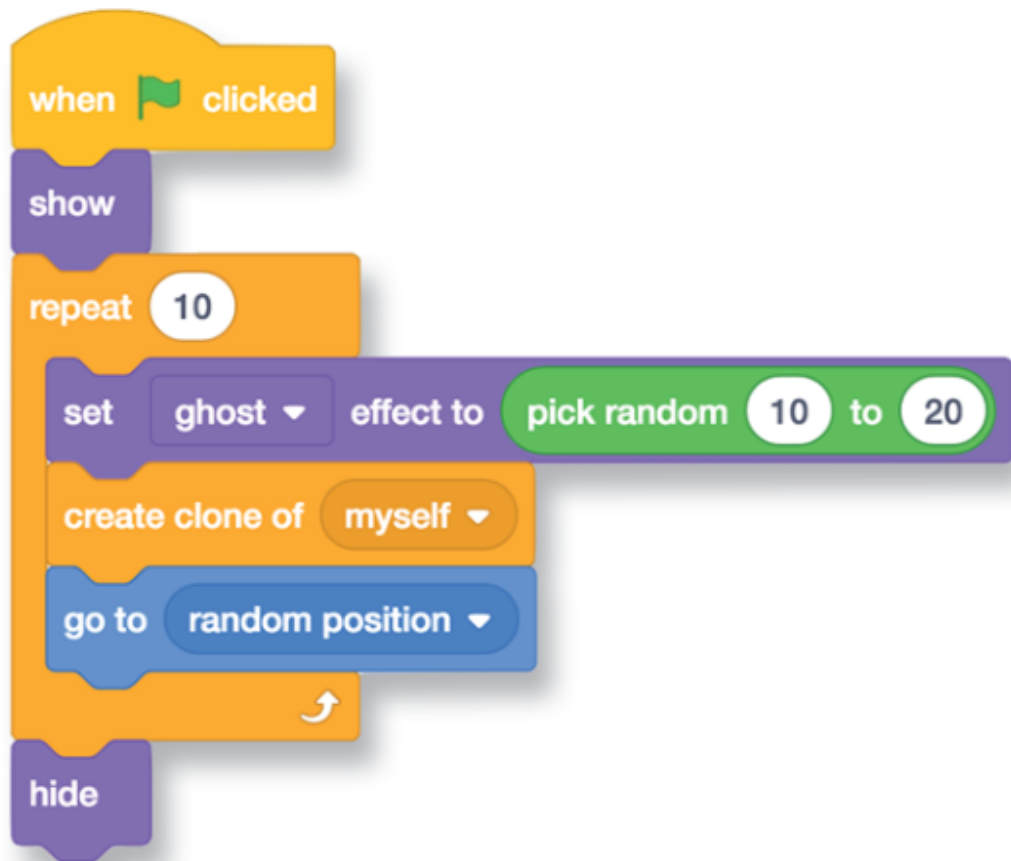 when clicked
show
repeat 10
set ghost effect to pick random 10 to 20
create clone of myself
go to random position
hide